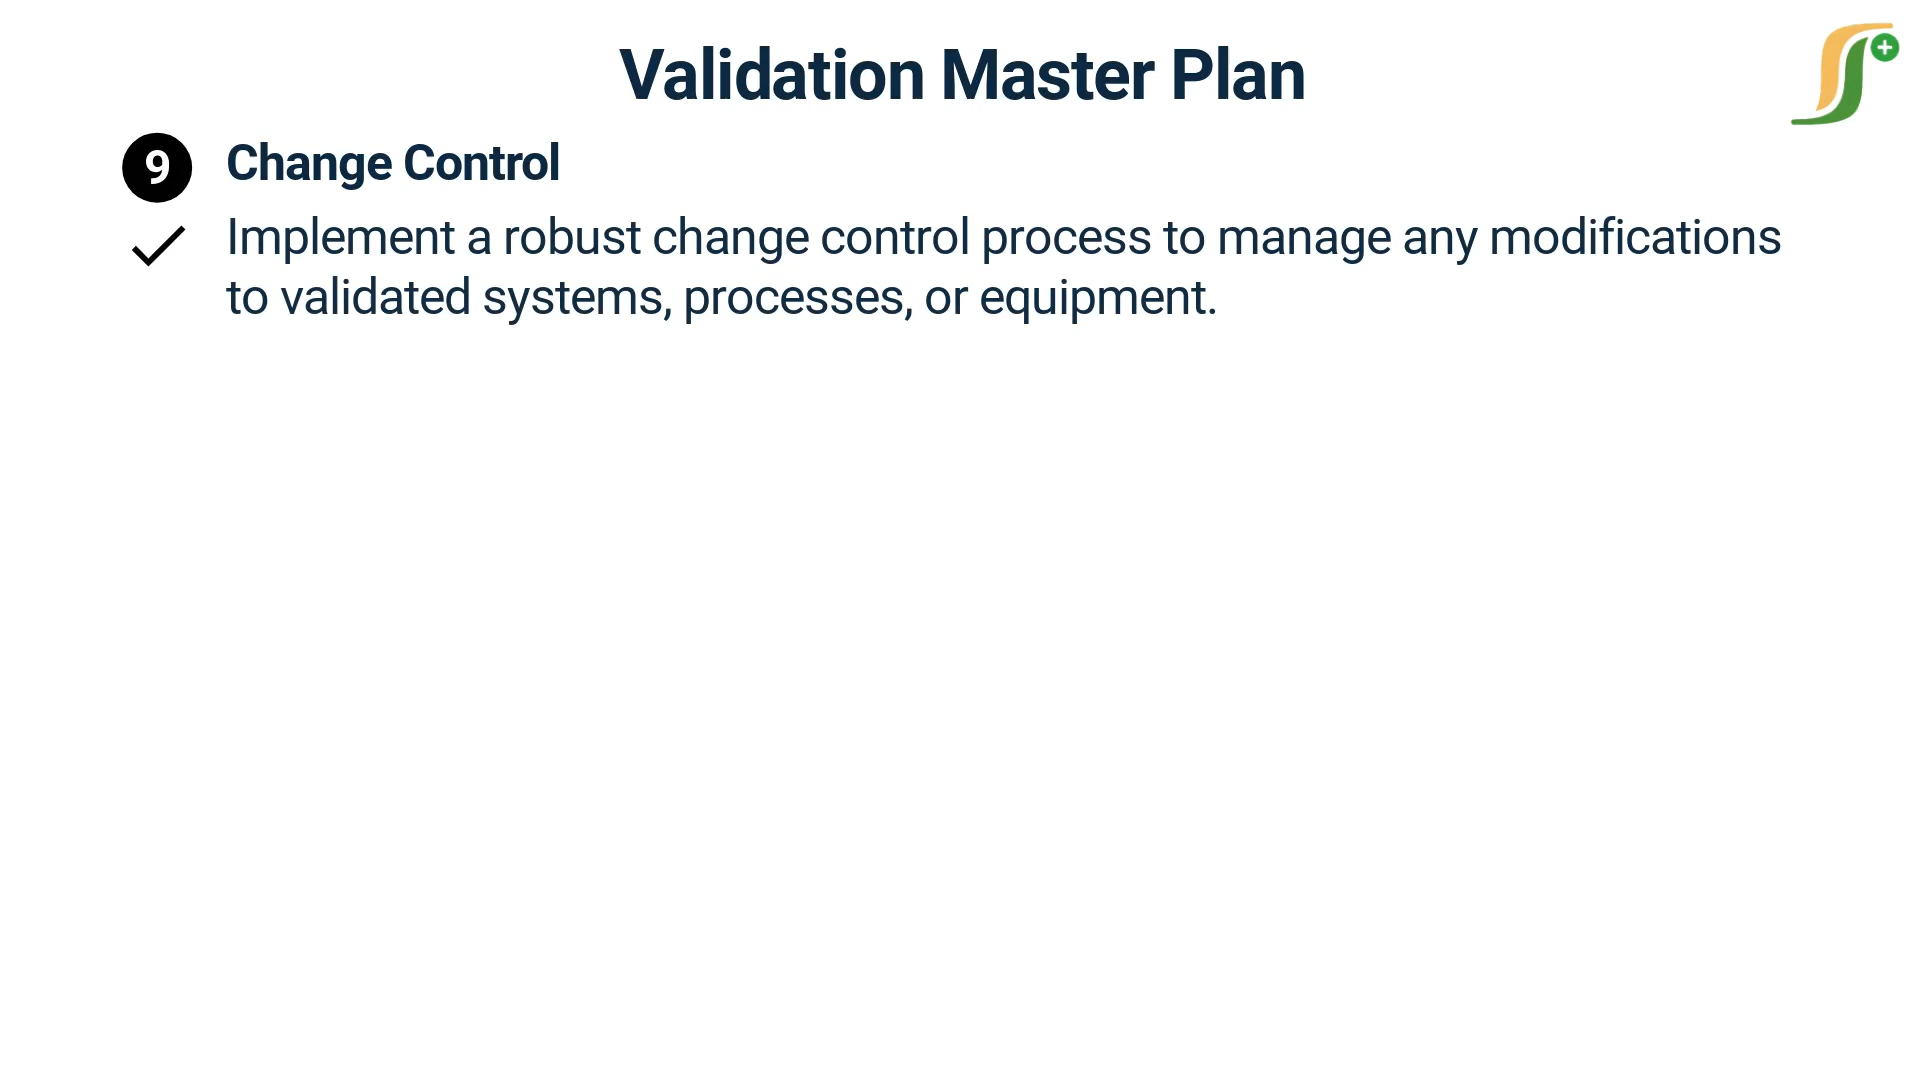 Validation Master Plan
9 Change Control
Implement a robust change control process to manage any modifications
to validated systems, processes, or equipment.